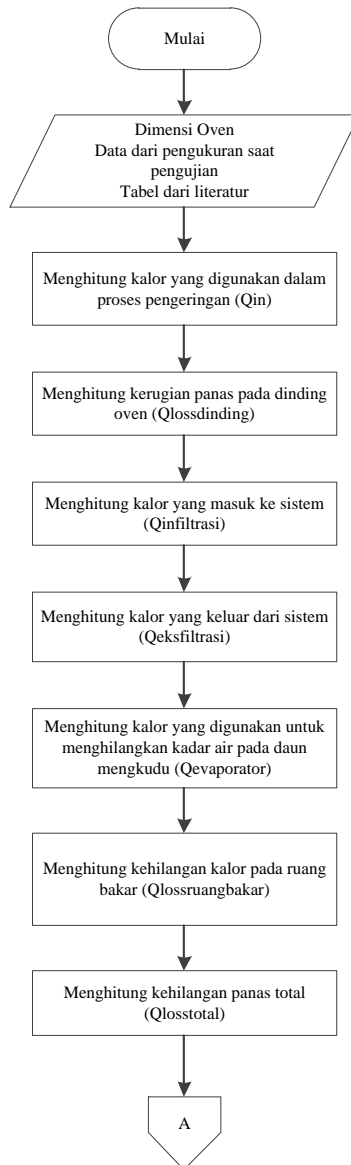 Mulai
Dimensi Oven
Data dari pengukuran saat
pengujian
Tabel dari literatur
Menghitung kalor yang digunakan dalam
proses pengeringan (Qin)
Menghitung kerugian panas pada dinding
oven (Qlossdinding)
Menghitung kalor yang masuk ke sistem
(Qinfiltrasi)
Menghitung kalor yang keluar dari sistem
(Qeksfiltrasi)
Menghitung kalor yang digunakan untuk
menghilangkan kadar air pada daun
mengkudu (Qevaporator)
Menghitung kehilangan kalor pada ruang
bakar (Qlossruangbakar)
Menghitung kehilangan panas total
(Qlosstotal)
A